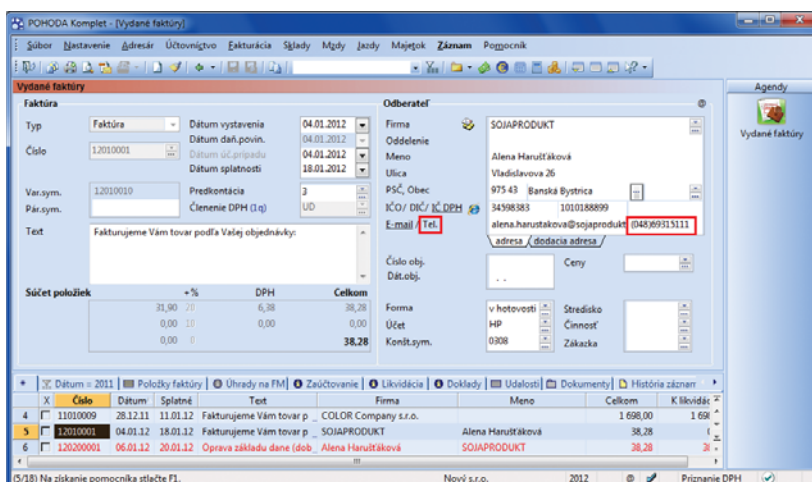 POHODA Komplet - [Vydané faktúry]
Súbor Nastavenie Adresár Účtovníctvo Fakturácia Sklady Mzdy Jazdy Majetok Záznam Pomocník
Vydané faktúry
Agendy
Vydané faktúry
Faktúra
Typ Faktúra
Číslo 12010001
Var.sym. 12010010
Pár.sym.
Dátum vystavenia 04.01.2012
Dátum daň.povin. 04.01.2012
Dátum úč.prípadu 04.01.2012
Dátum splatnosti 18.01.2012
Predkontácia 3
Členenie DPH (1q) UD
Text Fakturujeme Vám tovar podľa Vašej objednávky:
Súčet položiek +% DPH Celkom
31,90 20 6,38 38,28
0,00 10 0,00 0,00
0,00 0 38,28
Odberateľ @
Firma SOJAPRODUKT
Oddelenie
Meno Alena Harušťáková
Ulica Vladislavova 26
PSČ, Obec 975 43 Banská Bystrica
IČO/ DIČ/ IČ DPH 34598383 1010188899
E-mail / Tel. alena.harustakova@sojaprodukt (048)69315111
adresa dodacia adresa
Číslo obj. Ceny
Dát.obj. . .
Forma v hotovosti Stredisko
Účet HP Činnosť
Konšt.sym. 0308 Zákazka
* Dátum = 2011 Položky faktúry Úhrady na FM Zaúčtovanie Likvidácia Doklady Udalosti Dokumenty História záznam
X Číslo Dátum Splatné Text Firma Meno Celkom K likvidác
4 11010009 28.12.11 11.01.12 Fakturujeme Vám tovar p COLOR Company s.r.o. 1 698,00 1 698
5 12010001 04.01.12 18.01.12 Fakturujeme Vám tovar p SOJAPRODUKT Alena Harušťáková 38,28
6 120200001 06.01.12 20.01.12 Oprava základu dane (dob Alena Harušťáková SOJAPRODUKT 38,28
(5/18) Na získanie pomocníka stlačte F1. Nový s.r.o. 2012 @ Priznanie DPH